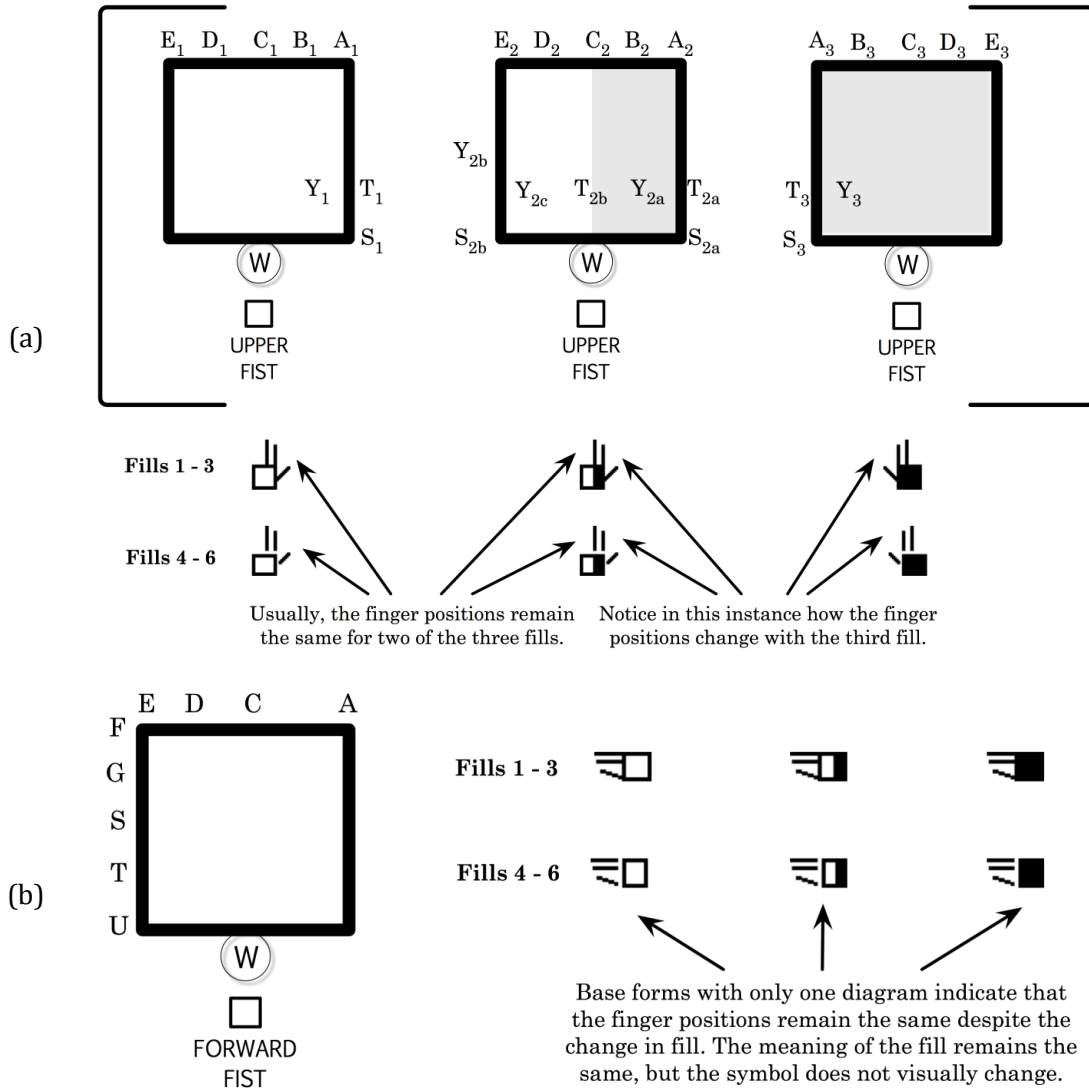 E₁ D₁ C₁ B₁ A₁
E₂ D₂ C₂ B₂ A₂
A₃ B₃ C₃ D₃ E₃
Y₂b
Y₁ T₁
Y₂c T₂b Y₂a T₂a
T₃ Y₃
S₁
S₂b S₂a
S₃
W
W
W
(a)
UPPER
FIST
UPPER
FIST
UPPER
FIST
Fills 1 - 3
Fills 4 - 6
Usually, the finger positions remain
the same for two of the three fills.
Notice in this instance how the finger
positions change with the third fill.
(b)
E D C A
F
G
S
T
U
W
FORWARD
FIST
Fills 1 - 3
Fills 4 - 6
Base forms with only one diagram indicate that
the finger positions remain the same despite the
change in fill. The meaning of the fill remains the
same, but the symbol does not visually change.